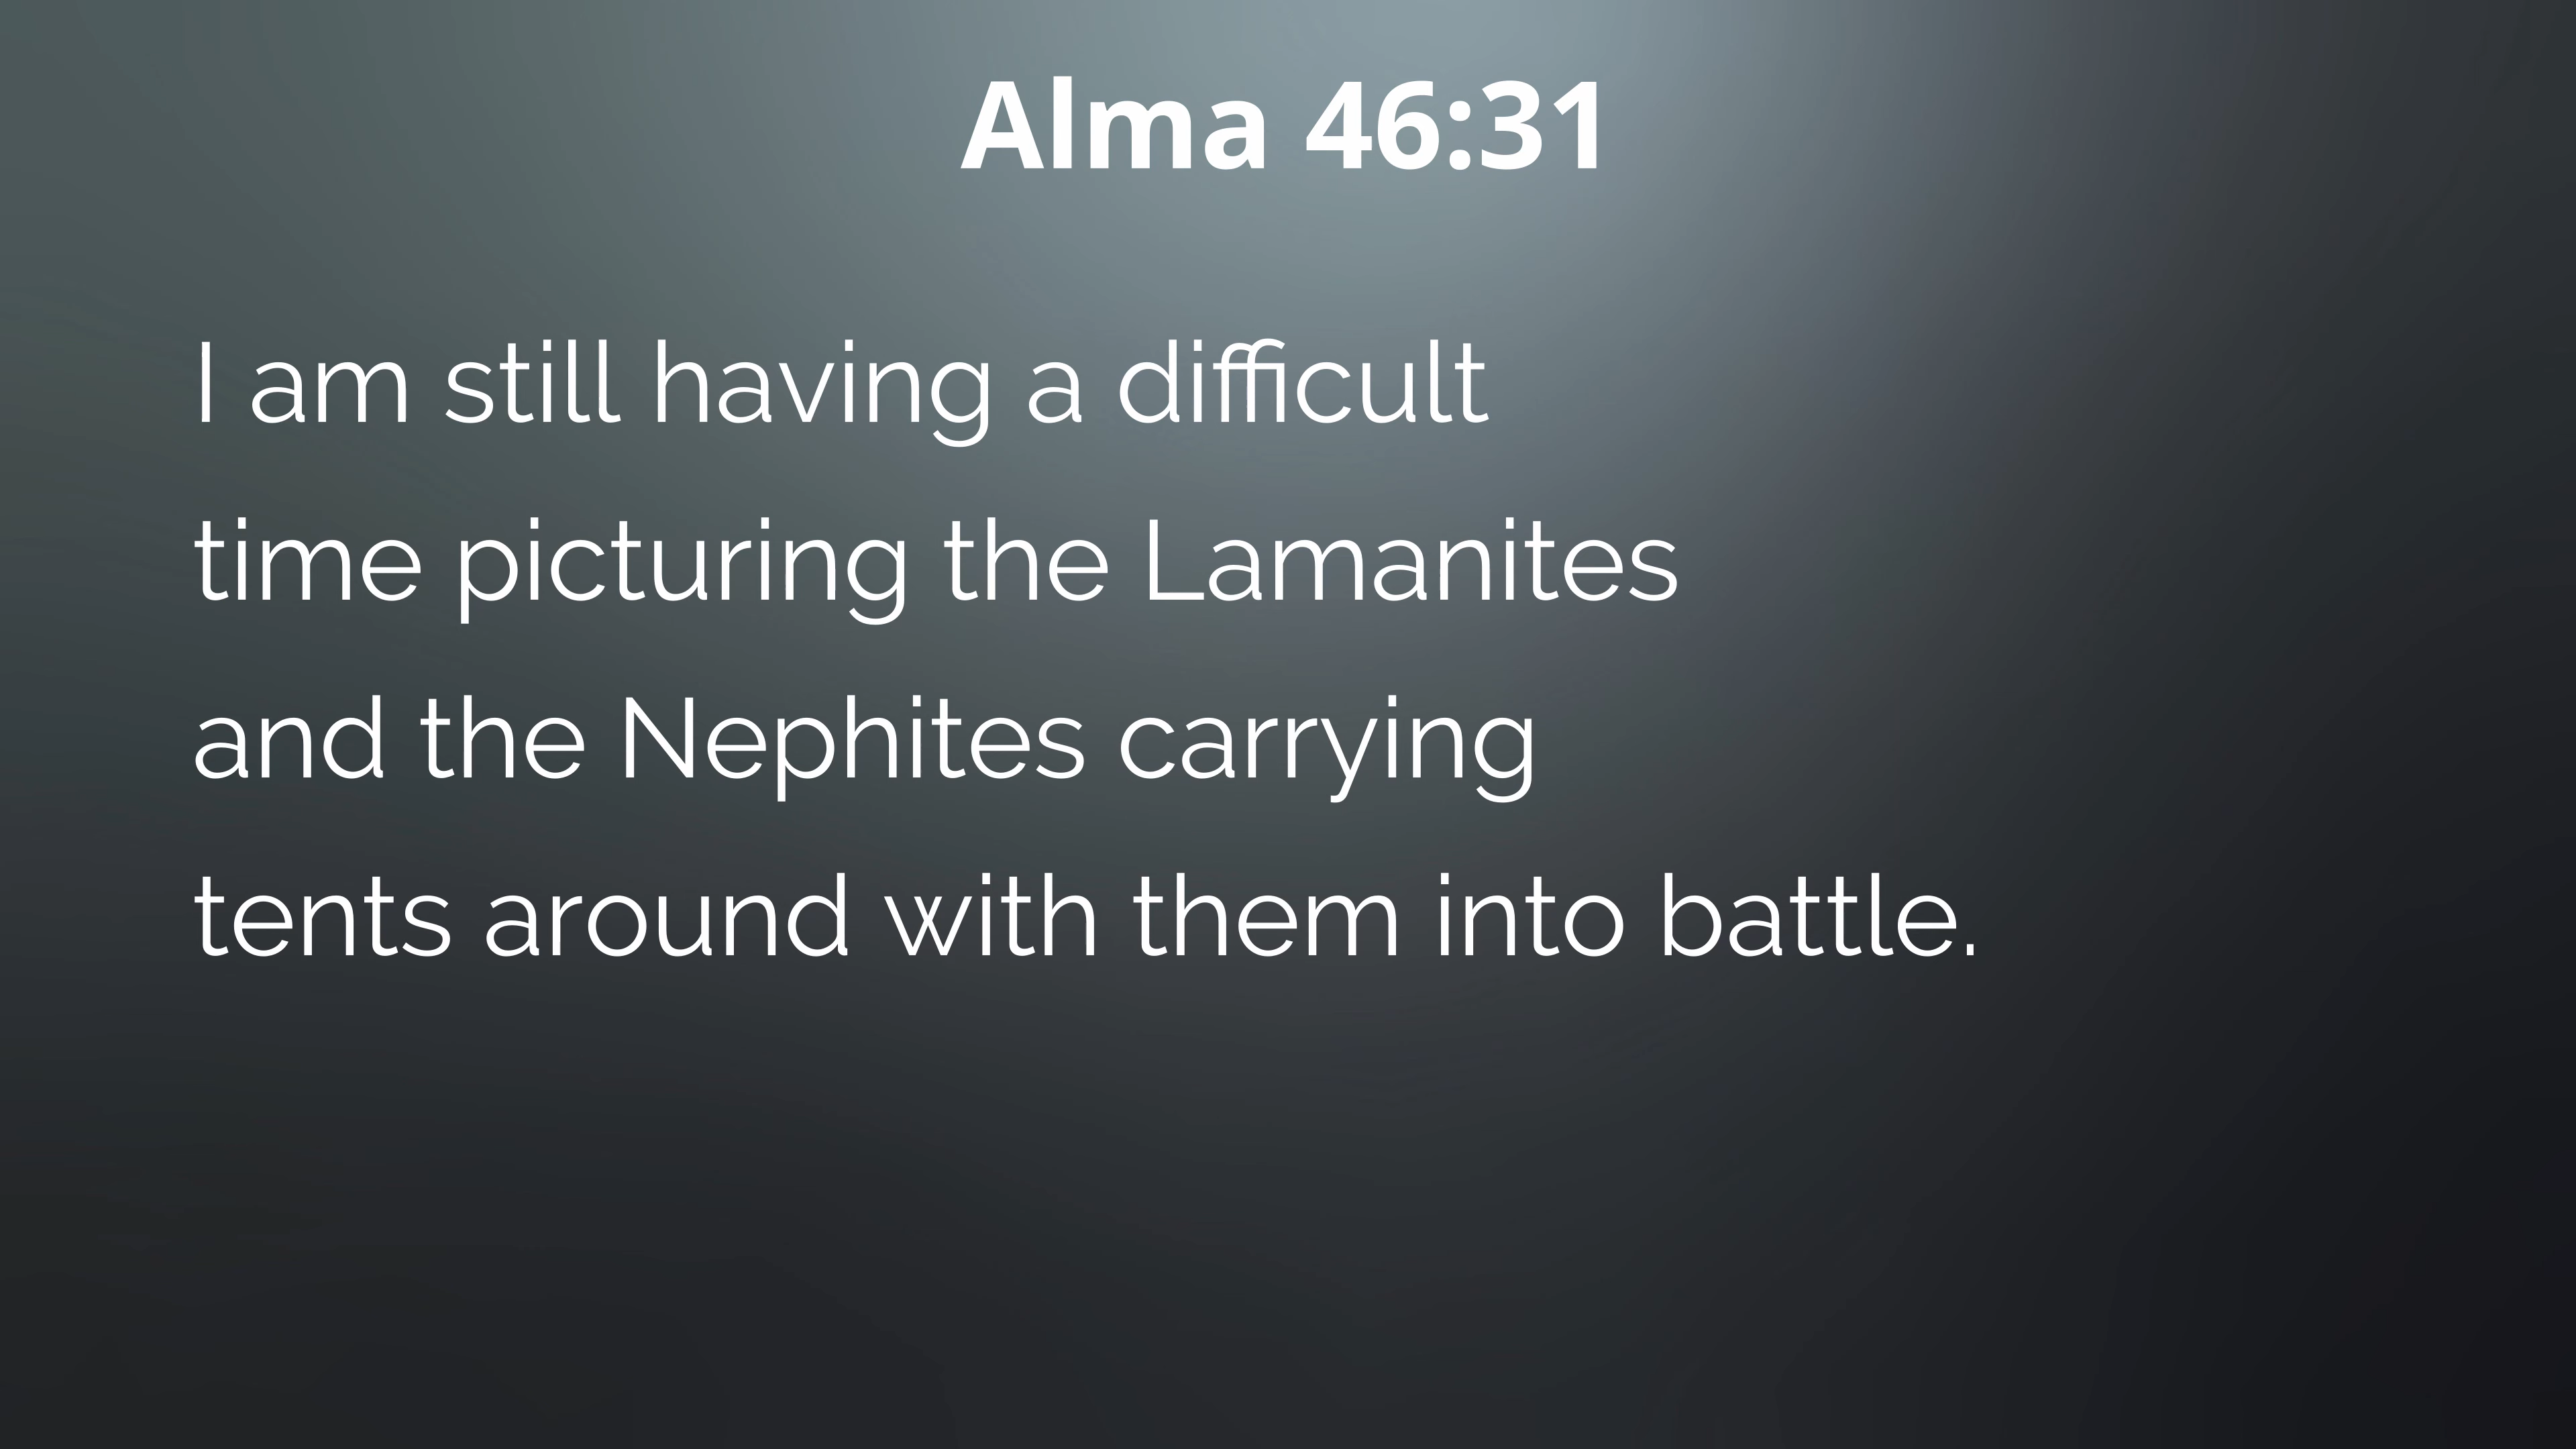 Alma 46:31
I am still having a difficult
time picturing the Lamanites
and the Nephites carrying
tents around with them into battle.